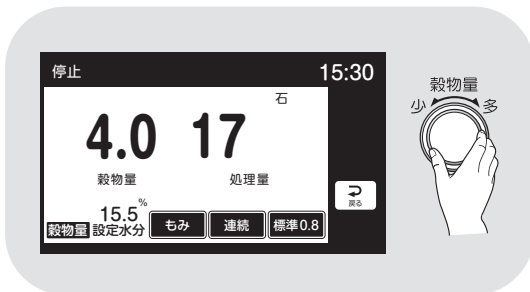 停止 15:30
石
4.0 17
穀物量 処理量
戻る
15.5%
穀物量 設定水分 もみ 連続 標準0.8
穀物量
少 多